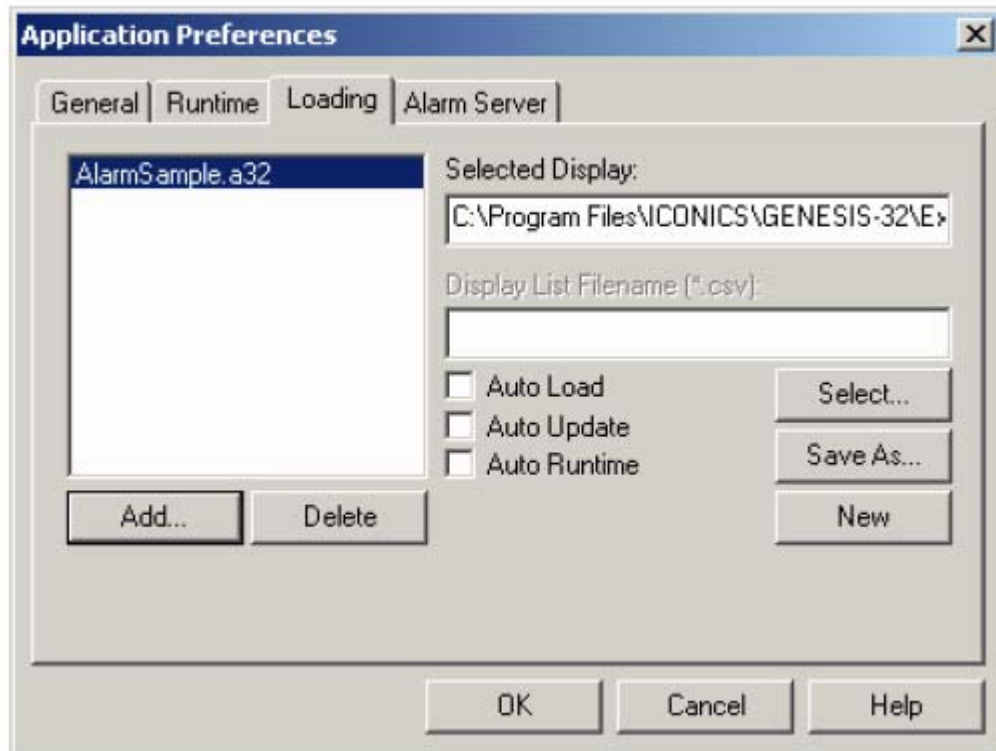 Application Preferences
General Runtime Loading Alarm Server
AlarmSample.a32
Selected Display:
C:\Program Files\ICONICS\GENESIS-32\Ex
Display List Filename (*.csv):
Auto Load
Auto Update
Auto Runtime
Select...
Save As...
New
Add... Delete
OK Cancel Help